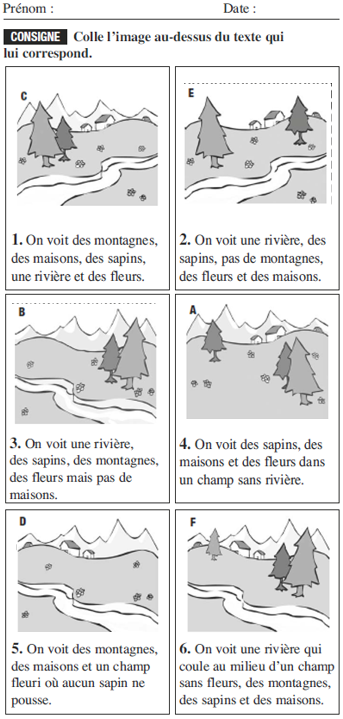 Prénom : Date :
CONSIGNE Colle l'image au-dessus du texte qui
lui correspond.
C
1. On voit des montagnes,
des maisons, des sapins,
une rivière et des fleurs.
E
2. On voit une rivière, des
sapins, pas de montagnes,
des fleurs et des maisons.
B
3. On voit une rivière,
des sapins, des montagnes,
des fleurs mais pas de
maisons.
A
4. On voit des sapins, des
maisons et des fleurs dans
un champ sans rivière.
D
5. On voit des montagnes,
des maisons et un champ
fleuri où aucun sapin ne
pousse.
F
6. On voit une rivière qui
coule au milieu d'un champ
sans fleurs, des montagnes,
des sapins et des maisons.